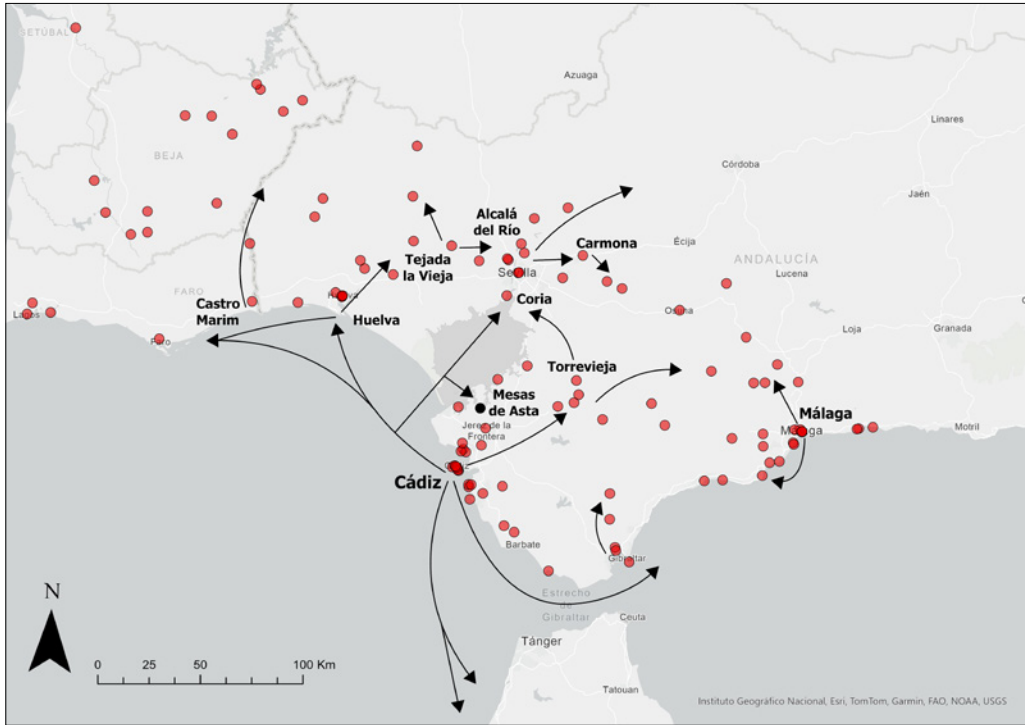 SETÚBAL
Azuaga
Linares
BEJA
Córdoba
Jaén
Alcalá
del Río
Carmona
Écija
Tejada
la Vieja
Sevilla
ANDALUCÍA
Lucena
FARO
Castro
Marim
Huelva
Huelva
Coria
Osuna
Lagos
Faro
Loja
Granada
Torrevieja
Mesas
de Asta
Jerez de la
Frontera
Málaga
Málaga
Motril
Cádiz
Cádiz
Barbate
Gibraltar
Estrecho
de
Gibraltar
Ceuta
Tánger
Tatouan
N
0 25 50 100 Km
Instituto Geográfico Nacional, Esri, TomTom, Garmin, FAO, NOAA, USGS